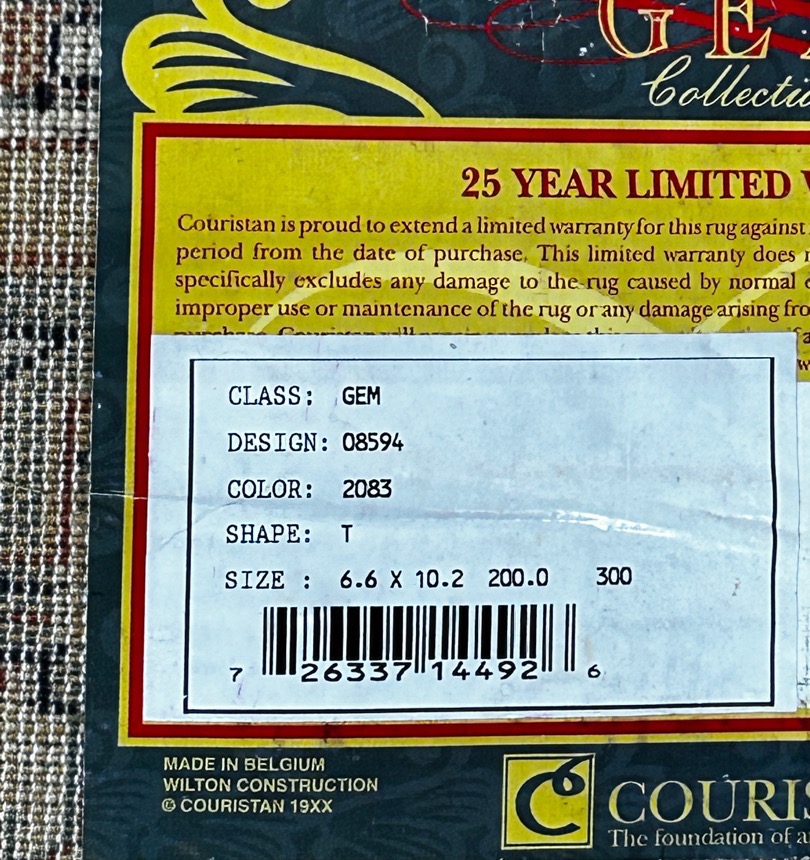 GE
Collecti
25 YEAR LIMITED W
Couristan is proud to extend a limited warranty for this rug against
period from the date of purchase. This limited warranty does
specifically excludes any damage to the rug caused by normal
improper use or maintenance of the rug or any damage arising fro
CLASS: GEM
DESIGN: 08594
COLOR: 2083
SHAPE: T
SIZE : 6.6 X 10.2 200.0 300
7 26337 14492 6
MADE IN BELGIUM
WILTON CONSTRUCTION
© COURISTAN 19XX
C COURIS
The foundation of a